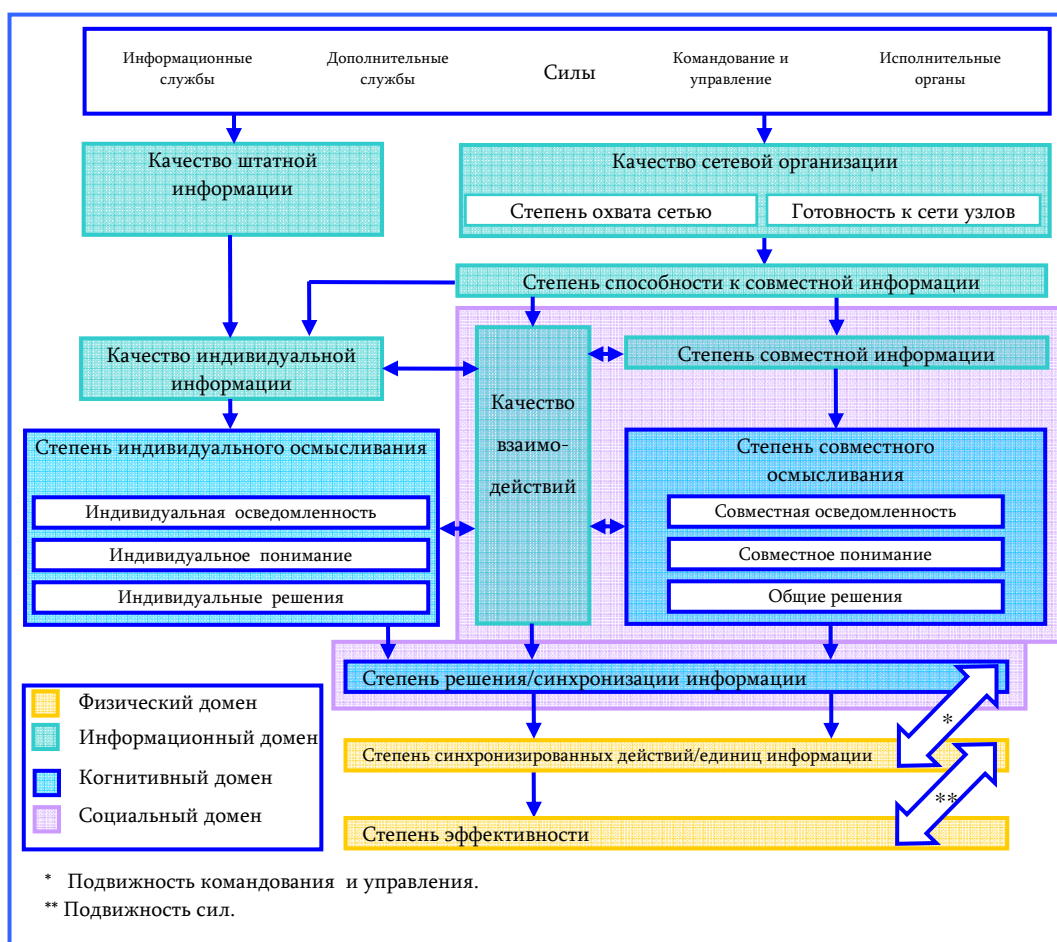 Информационные службы
Дополнительные службы
Силы
Командование и управление
Исполнительные органы
Качество штатной
информации
Качество сетевой организации
Степень охвата сетью
Готовность к сети узлов
Степень способности к совместной информации
Качество индивидуальной
информации
Качество
взаимо-
действий
Степень совместной информации
Степень индивидуального осмысливания
Индивидуальная осведомленность
Индивидуальное понимание
Индивидуальные решения
Степень совместного
осмысливания
Совместная осведомленность
Совместное понимание
Общие решения
Степень решения/синхронизации информации
*
Степень синхронизированных действий/единиц информации
**
Степень эффективности
Физический домен
Информационный домен
Когнитивный домен
Социальный домен
* Подвижность командования и управления.
** Подвижность сил.